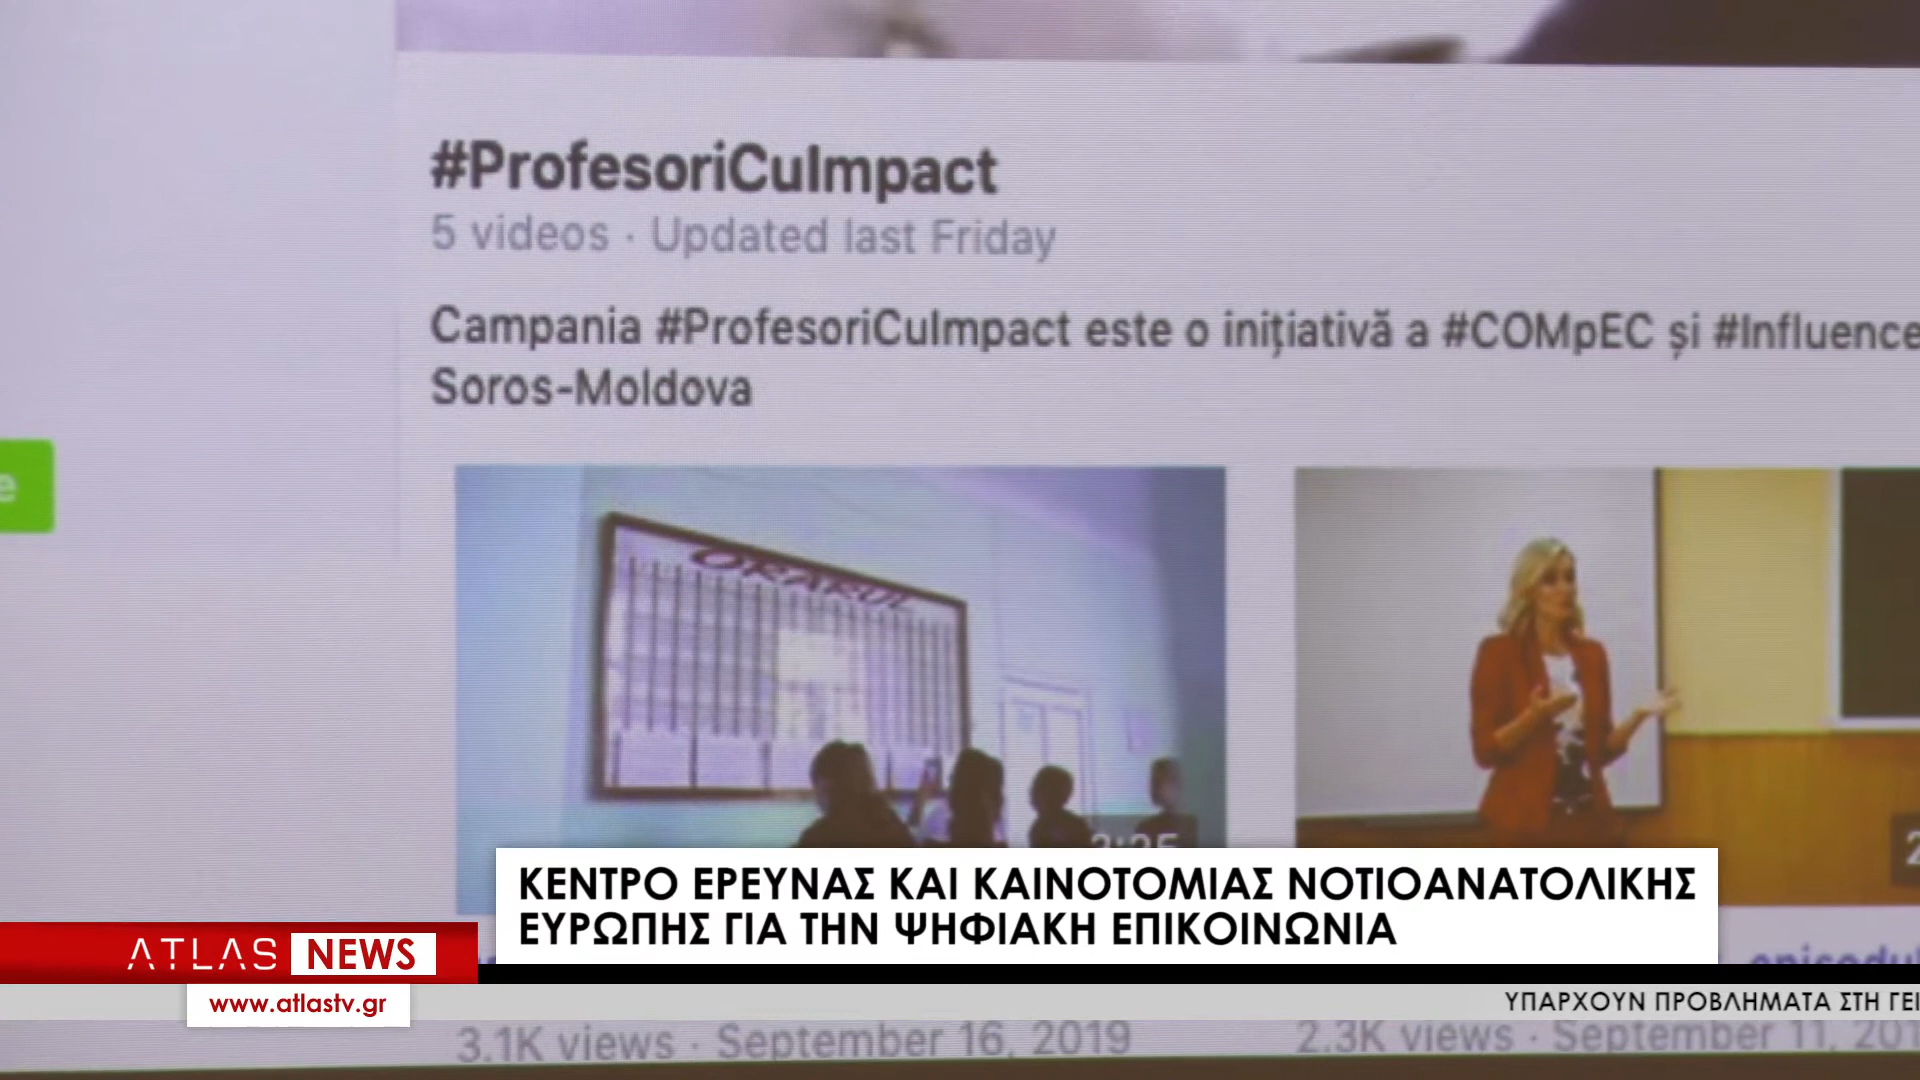 #ProfesoriCuImpact
5 videos · Updated last Friday
Campania #ProfesoriCuImpact este o inițiativă a #COMpEC și #Influence
Soros-Moldova
ORARUL
ΚΕΝΤΡΟ ΕΡΕΥΝΑΣ ΚΑΙ ΚΑΙΝΟΤΟΜΙΑΣ ΝΟΤΙΟΑΝΑΤΟΛΙΚΗΣ
ΕΥΡΩΠΗΣ ΓΙΑ ΤΗΝ ΨΗΦΙΑΚΗ ΕΠΙΚΟΙΝΩΝΙΑ
ATLAS NEWS
www.atlastv.gr
ΥΠΑΡΧΟΥΝ ΠΡΟΒΛΗΜΑΤΑ ΣΤΗ ΓΕΙ
3.1K views · September 16, 2019
2.3K views · September 11, 201